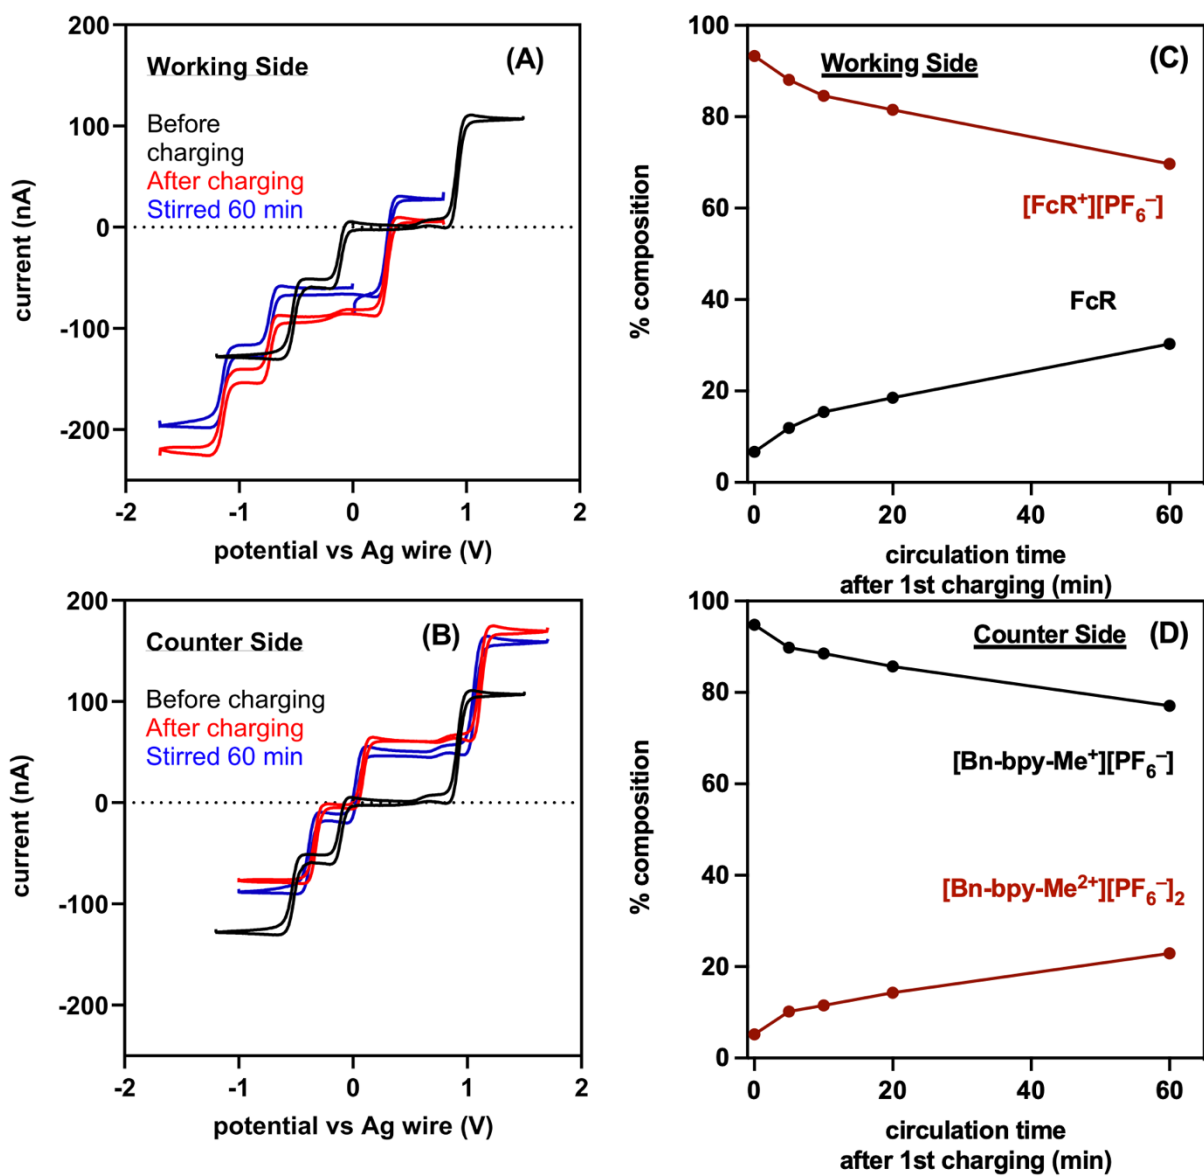 200
100
0
-100
-200
current (nA)
Working Side
(A)
Before
charging
After charging
Stirred 60 min
-2
-1
0
1
2
potential vs Ag wire (V)
100
80
60
40
20
0
% composition
Working Side
(C)
[FcR⁺][PF₆⁻]
FcR
0
20
40
60
circulation time
after 1st charging (min)
200
100
0
-100
-200
current (nA)
Counter Side
(B)
Before charging
After charging
Stirred 60 min
-2
-1
0
1
2
potential vs Ag wire (V)
100
80
60
40
20
0
% composition
Counter Side
(D)
[Bn-bpy-Me⁺][PF₆⁻]
[Bn-bpy-Me²⁺][PF₆⁻]₂
0
20
40
60
circulation time
after 1st charging (min)